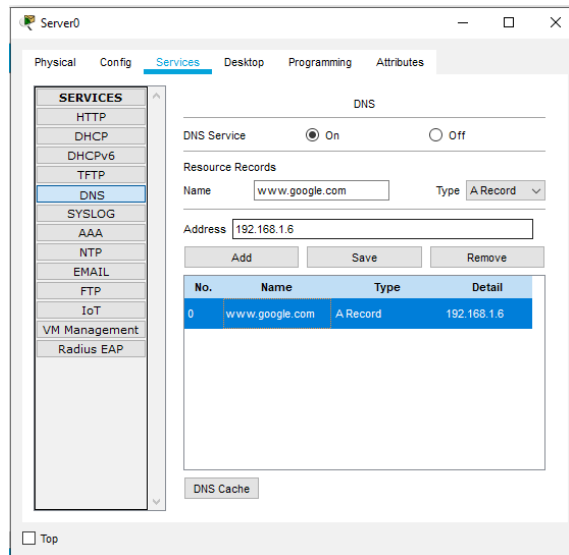 Server0
Physical Config Services Desktop Programming Attributes
SERVICES
HTTP
DHCP
DHCPv6
TFTP
DNS
SYSLOG
AAA
NTP
EMAIL
FTP
IoT
VM Management
Radius EAP
DNS
DNS Service On Off
Resource Records
Name www.google.com Type A Record
Address 192.168.1.6
Add Save Remove
No. Name Type Detail
0 www.google.com A Record 192.168.1.6
DNS Cache
Top